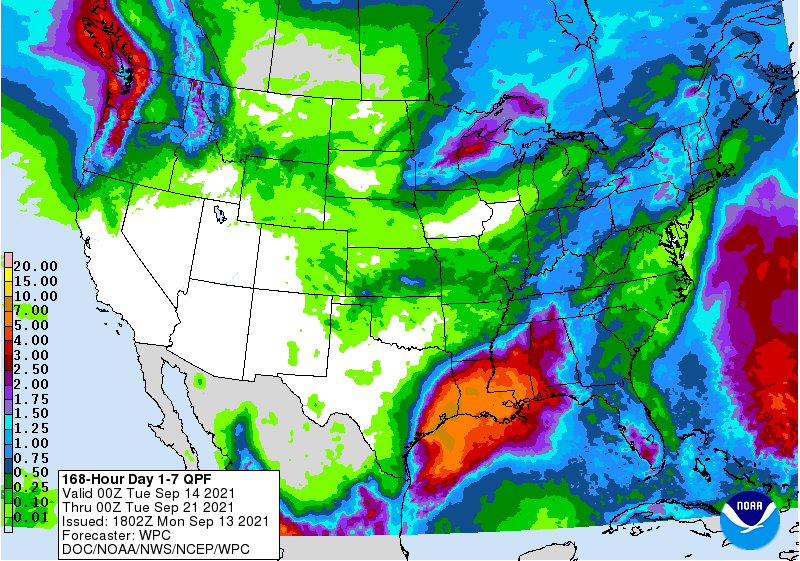 20.00
15.00
10.00
7.00
5.00
4.00
3.00
2.50
2.00
1.75
1.50
1.25
1.00
0.75
0.50
0.25
0.10
0.01
168-Hour Day 1-7 QPF
Valid 00Z Tue Sep 14 2021
Thru 00Z Tue Sep 21 2021
Issued: 1802Z Mon Sep 13 2021
Forecaster: WPC
DOC/NOAA/NWS/NCEP/WPC
NOAA